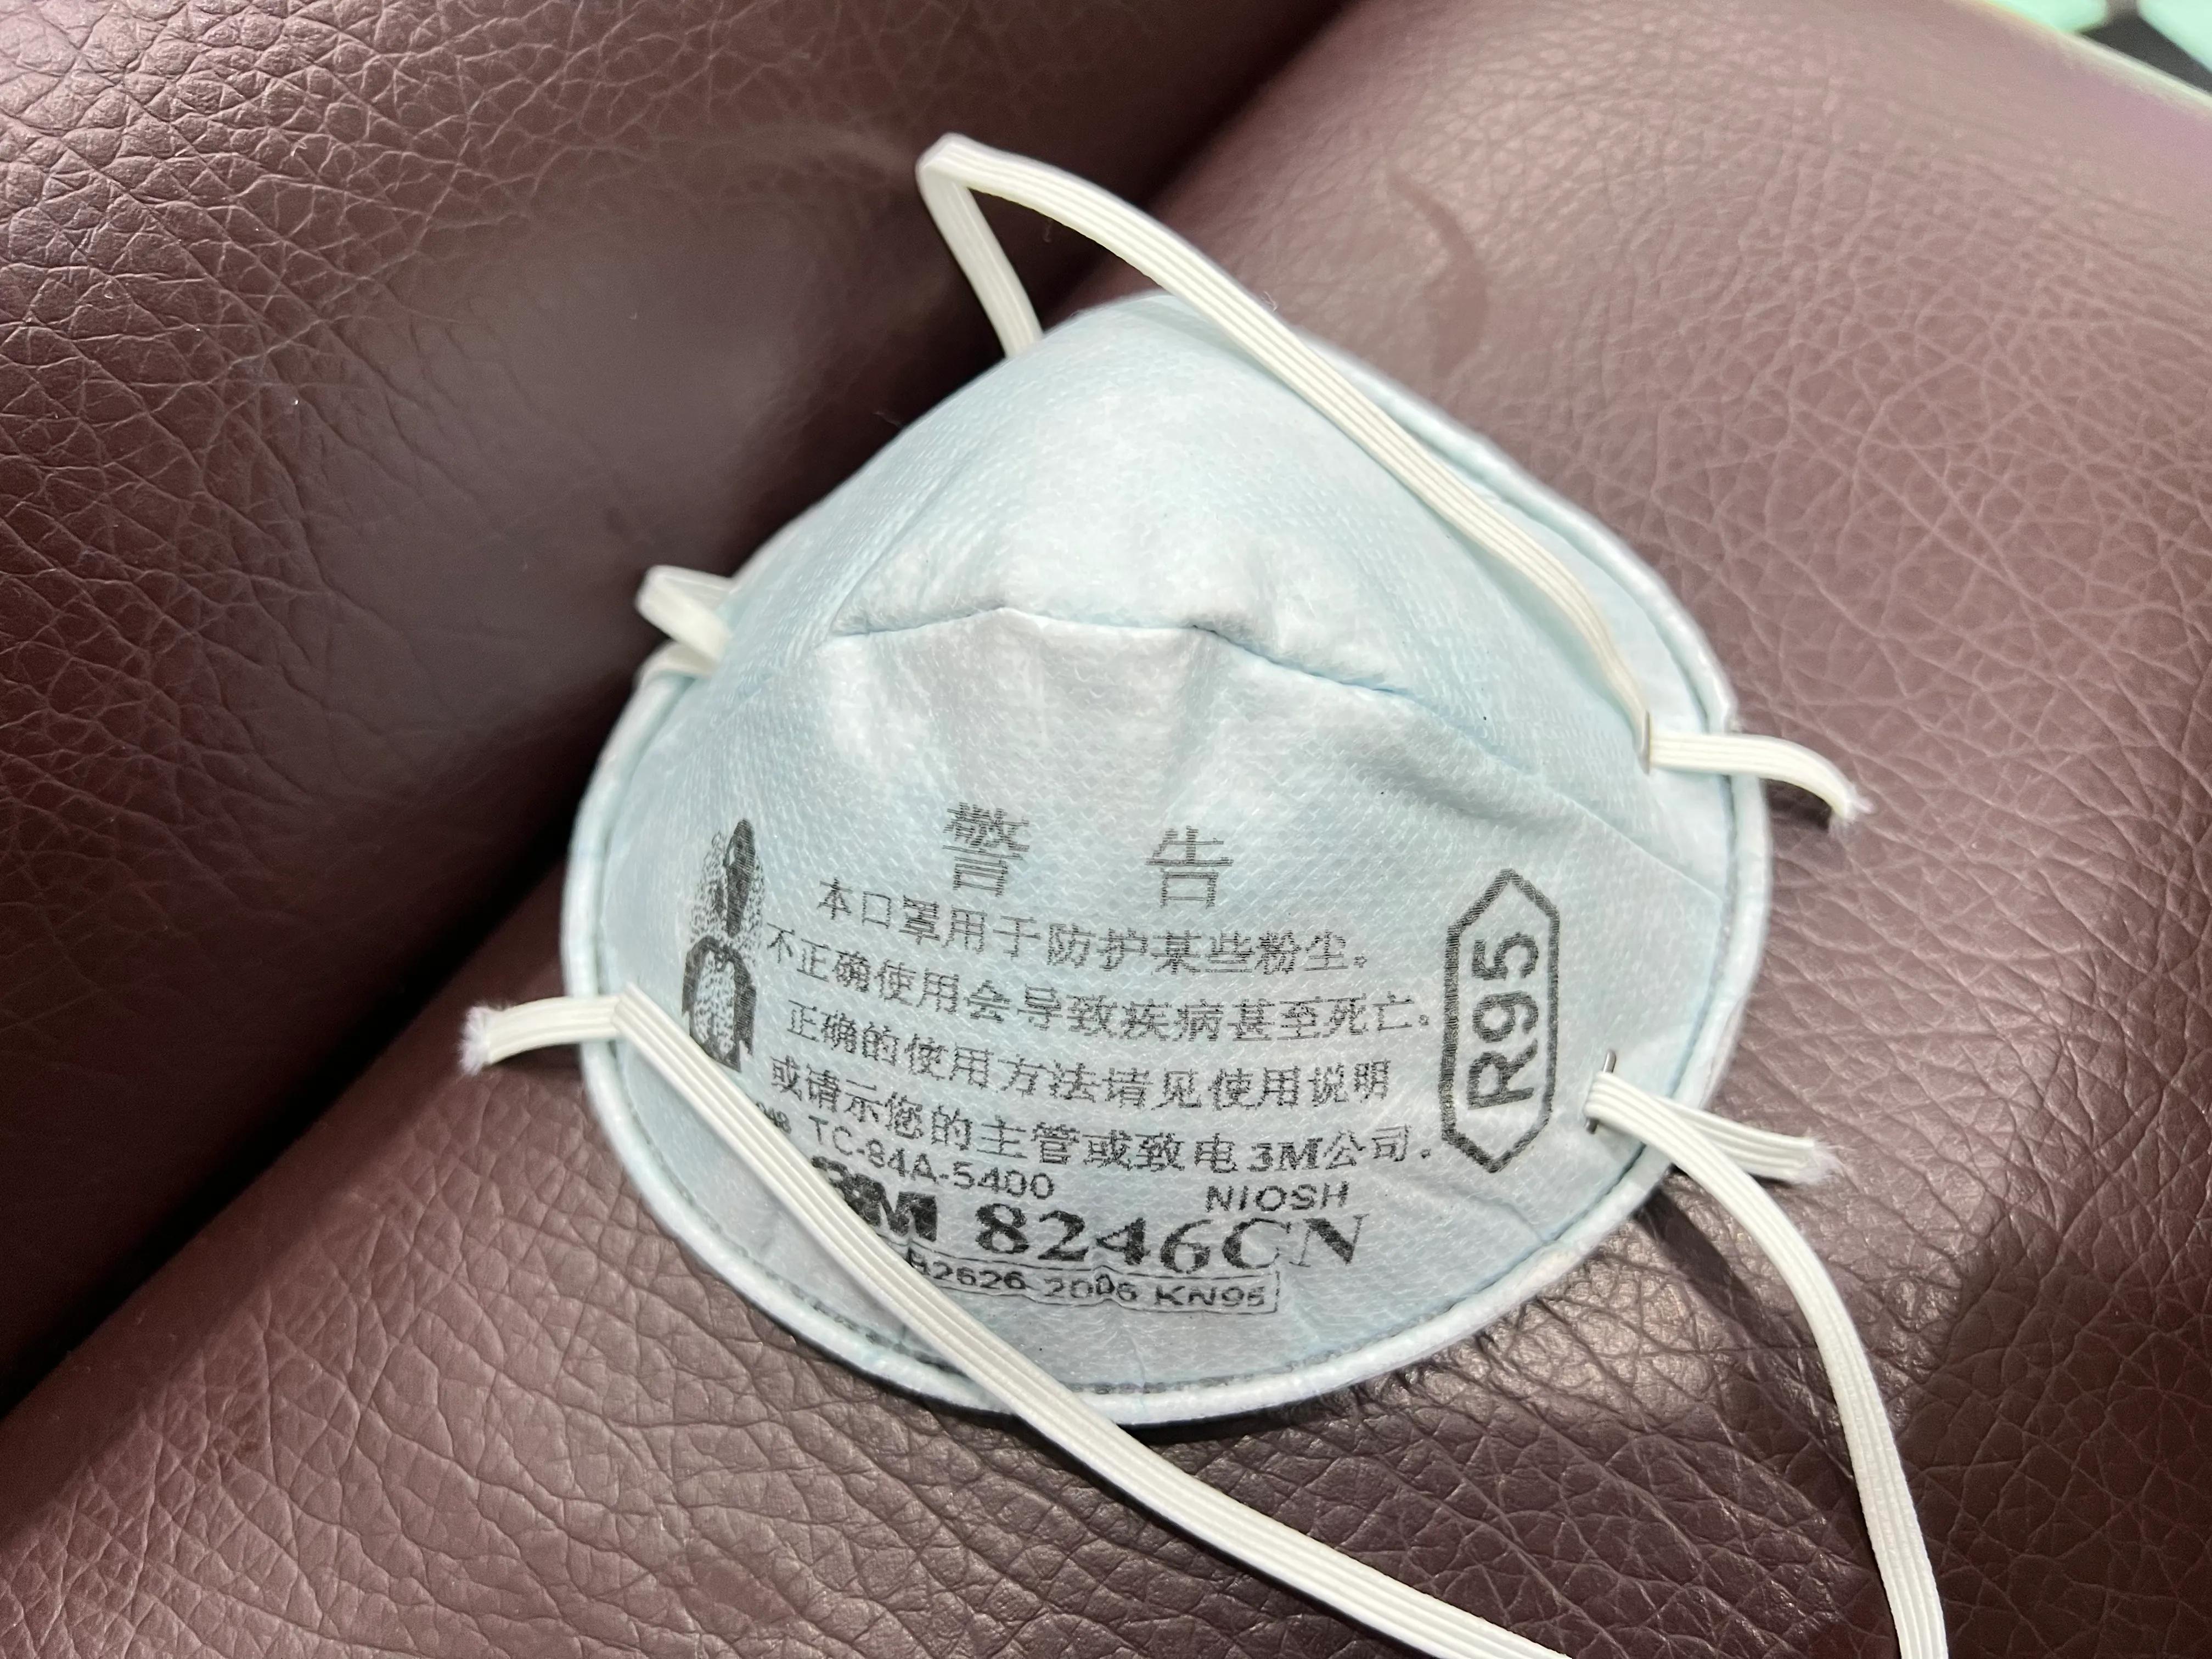 警 告
本口罩用于防护某些粉尘。
不正确使用会导致疾病甚至死亡。
正确的使用方法请见使用说明
或请示您的主管或致电3M公司.
TC-84A-5400 NIOSH
3M 8246CN
2626-2006 KN95
R95